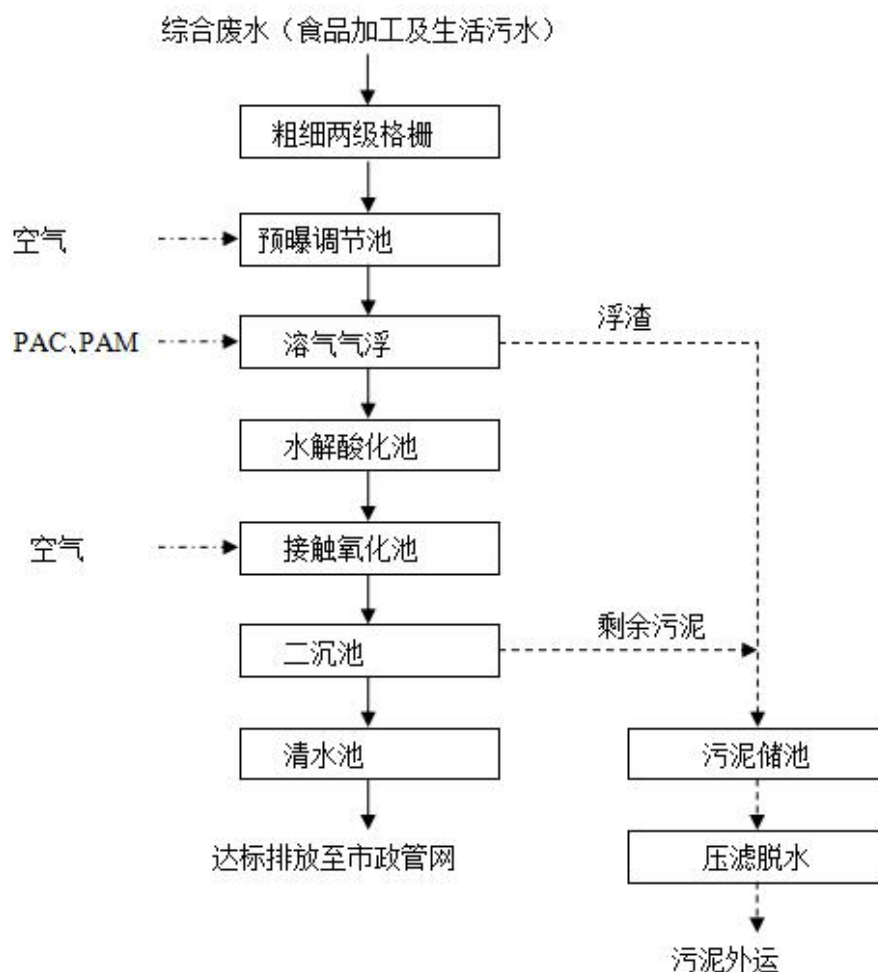 综合废水（食品加工及生活污水）
粗细两级格栅
空气
预曝调节池
PAC、PAM
溶气气浮
浮渣
水解酸化池
空气
接触氧化池
二沉池
剩余污泥
清水池
污泥储池
达标排放至市政管网
压滤脱水
污泥外运